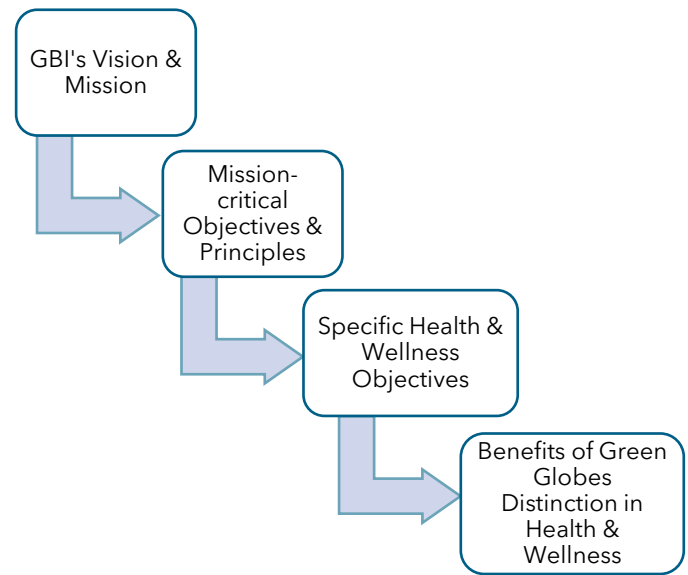 GBI's Vision &
Mission
Mission-
critical
Objectives &
Principles
Specific Health &
Wellness
Objectives
Benefits of Green
Globes
Distinction in
Health &
Wellness